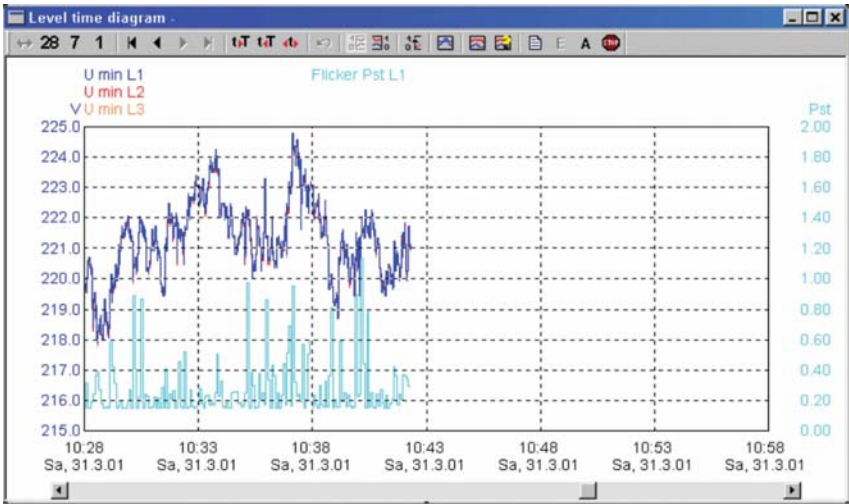 Level time diagram -
28 7 1 t T t T t E A STOP
U min L1 Flicker Pst L1
U min L2
V U min L3 Pst
225.0 2.00
224.0 1.80
223.0 1.60
222.0 1.40
221.0 1.20
220.0 1.00
219.0 0.80
218.0 0.60
217.0 0.40
216.0 0.20
215.0 0.00
10:28 10:33 10:38 10:43 10:48 10:53 10:58
Sa, 31.3.01 Sa, 31.3.01 Sa, 31.3.01 Sa, 31.3.01 Sa, 31.3.01 Sa, 31.3.01 Sa, 31.3.01